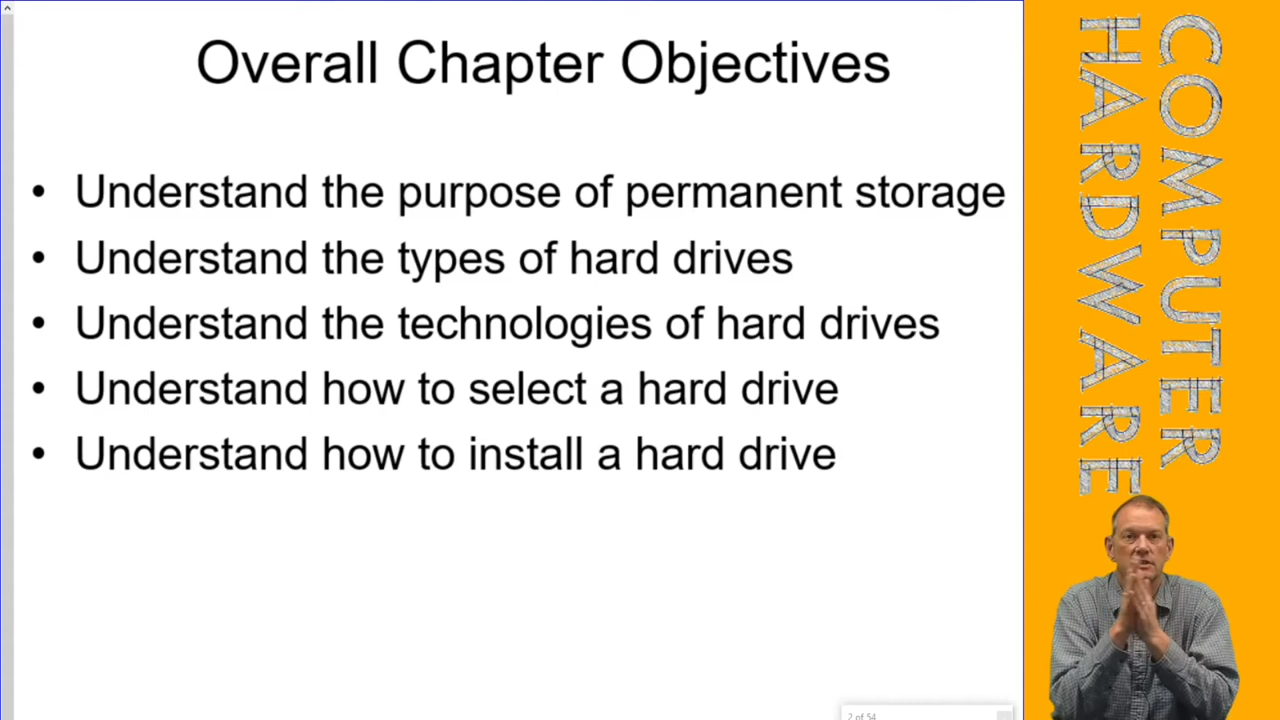 Overall Chapter Objectives
• Understand the purpose of permanent storage
• Understand the types of hard drives
• Understand the technologies of hard drives
• Understand how to select a hard drive
• Understand how to install a hard drive
2 of 54
COMPUTER
HARDWARE